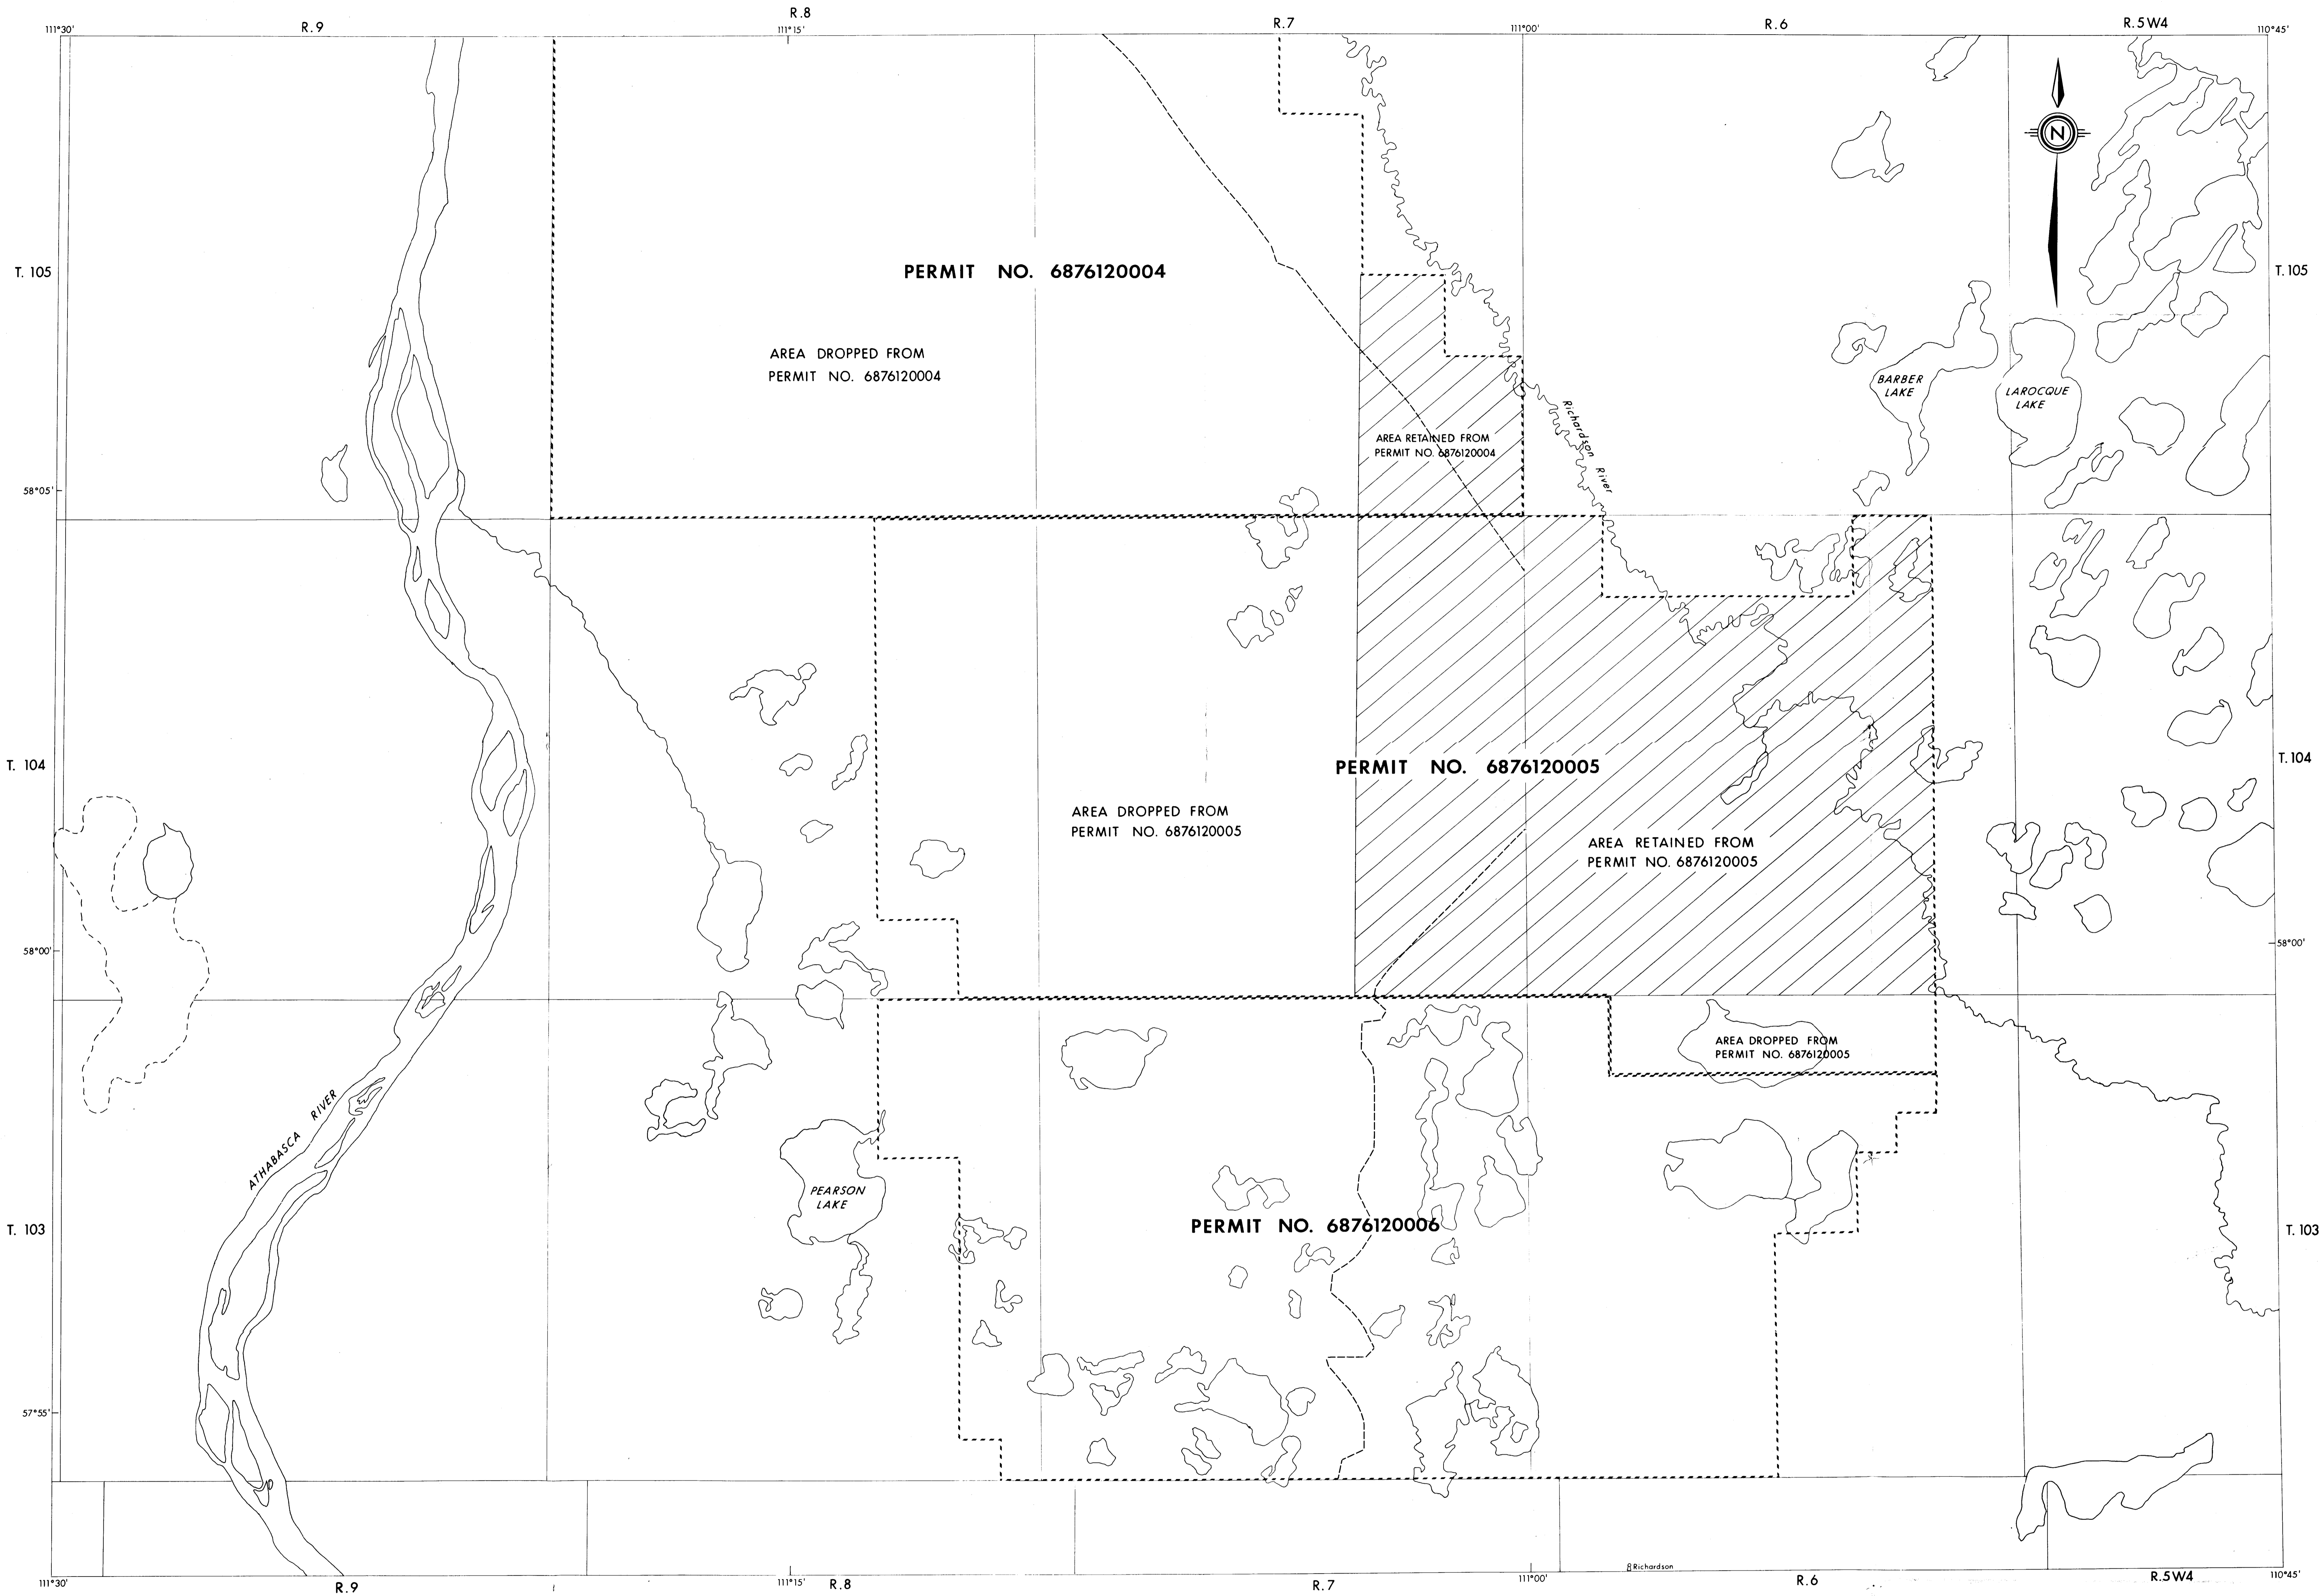 R.9
R.8
R.7
R.6
R.5 W4
111°30'
111°15'
111°00'
110°45'
N
T. 105
PERMIT NO. 6876120004
T. 105
AREA DROPPED FROM
PERMIT NO. 6876120004
BARBER
LAKE
LAROCQUE
LAKE
Richardson River
AREA RETAINED FROM
PERMIT NO. 6876120004
58°05'
T. 104
PERMIT NO. 6876120005
T. 104
AREA DROPPED FROM
PERMIT NO. 6876120005
AREA RETAINED FROM
PERMIT NO. 6876120005
58°00'
58°00'
AREA DROPPED FROM
PERMIT NO. 6876120005
ATHABASCA RIVER
PEARSON
LAKE
T. 103
PERMIT NO. 6876120006
T. 103
57°55'
Richardson
111°30'
111°15'
111°00'
110°45'
R.9
R.8
R.7
R.6
R.5 W4